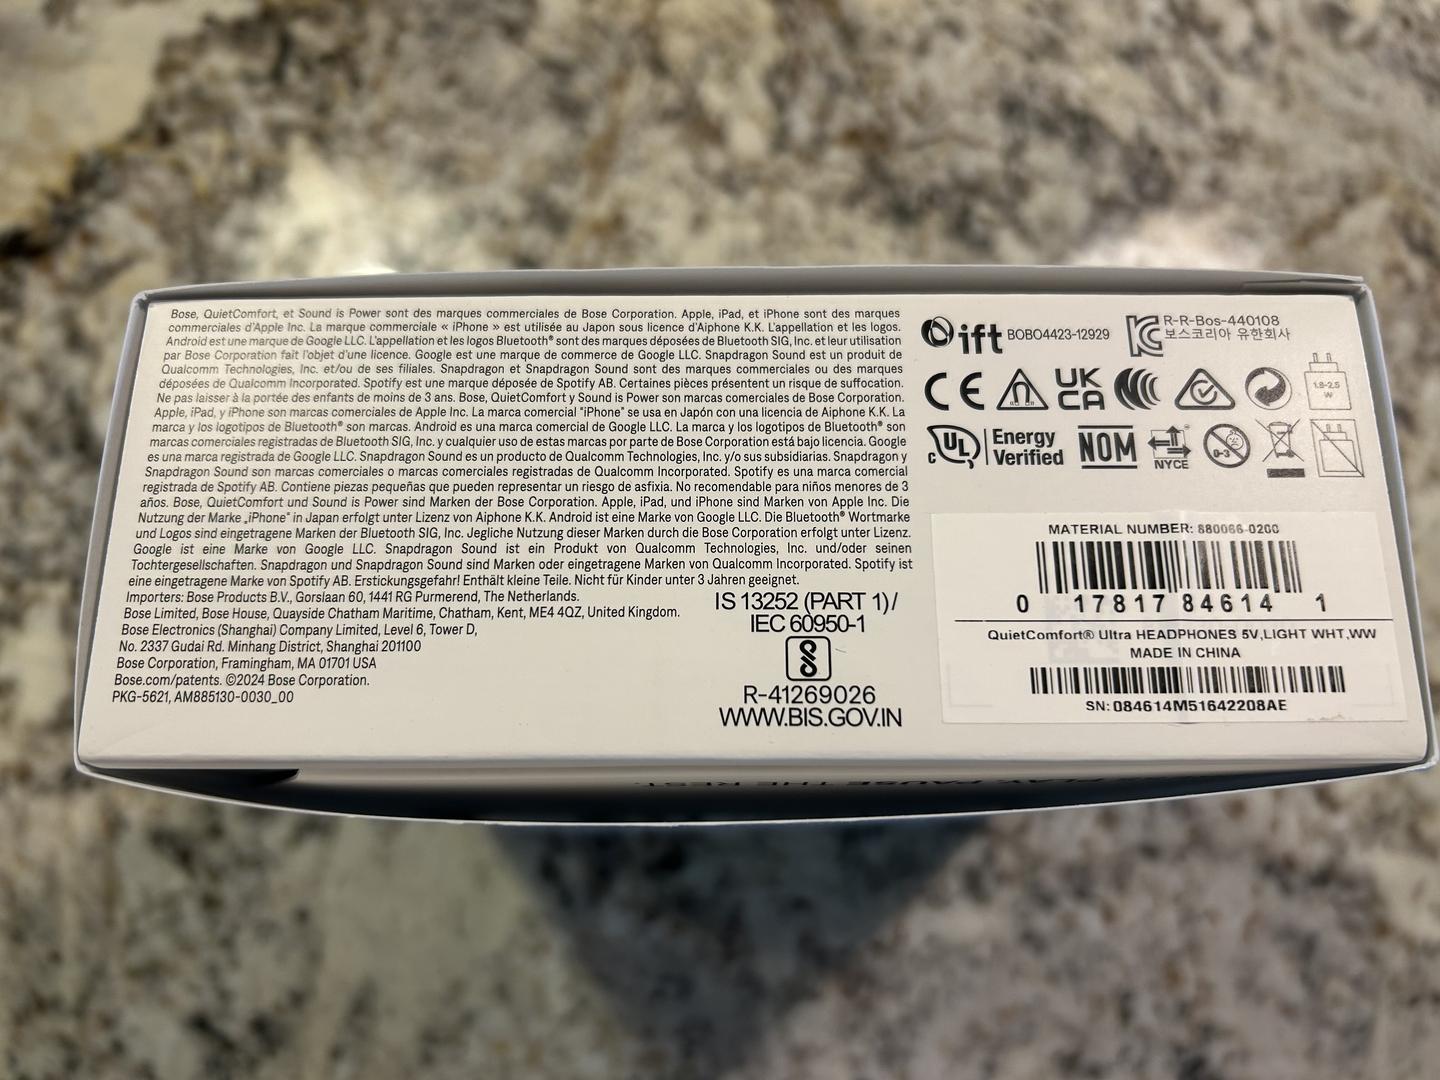 Bose, QuietComfort, et Sound is Power sont des marques commerciales de Bose Corporation. Apple, iPad, et iPhone sont des marques
commerciales d'Apple Inc. La marque commerciale « iPhone » est utilisée au Japon sous licence d'Aiphone K.K. L'appellation et les logos.
Android est une marque de Google LLC. L'appellation et les logos Bluetooth® sont des marques déposées de Bluetooth SIG, Inc. et leur utilisation
par Bose Corporation fait l'objet d'une licence. Google est une marque de commerce de Google LLC. Snapdragon Sound est un produit de
Qualcomm Technologies, Inc. et/ou de ses filiales. Snapdragon et Snapdragon Sound sont des marques commerciales ou des marques
déposées de Qualcomm Incorporated. Spotify est une marque déposée de Spotify AB. Certaines pièces présentent un risque de suffocation.
Ne pas laisser à la portée des enfants de moins de 3 ans. Bose, QuietComfort y Sound is Power son marcas comerciales de Bose Corporation.
Apple, iPad, y iPhone son marcas comerciales de Apple Inc. La marca comercial "iPhone" se usa en Japón con una licencia de Aiphone K.K. La
marca y los logotipos de Bluetooth® son marcas. Android es una marca comercial de Google LLC. La marca y los logotipos de Bluetooth® son
marcas comerciales registradas de Bluetooth SIG, Inc. y cualquier uso de estas marcas por parte de Bose Corporation está bajo licencia. Google
es una marca registrada de Google LLC. Snapdragon Sound es un producto de Qualcomm Technologies, Inc. y/o sus subsidiarias. Snapdragon y
Snapdragon Sound son marcas comerciales o marcas comerciales registradas de Qualcomm Incorporated. Spotify es una marca comercial
registrada de Spotify AB. Contiene piezas pequeñas que pueden representar un riesgo de asfixia. No recomendable para niños menores de 3
años. Bose, QuietComfort und Sound is Power sind Marken der Bose Corporation. Apple, iPad, und iPhone sind Marken von Apple Inc. Die
Nutzung der Marke „iPhone" in Japan erfolgt unter Lizenz von Aiphone K.K. Android ist eine Marke von Google LLC. Die Bluetooth® Wortmarke
und Logos sind eingetragene Marken der Bluetooth SIG, Inc. Jegliche Nutzung dieser Marken durch die Bose Corporation erfolgt unter Lizenz.
Google ist eine Marke von Google LLC. Snapdragon Sound ist ein Produkt von Qualcomm Technologies, Inc. und/oder seinen
Tochtergesellschaften. Snapdragon und Snapdragon Sound sind Marken oder eingetragene Marken von Qualcomm Incorporated. Spotify ist
eine eingetragene Marke von Spotify AB. Erstickungsgefahr! Enthält kleine Teile. Nicht für Kinder unter 3 Jahren geeignet.
Importers: Bose Products B.V., Gorslaan 60, 1441 RG Purmerend, The Netherlands.
Bose Limited, Bose House, Quayside Chatham Maritime, Chatham, Kent, ME4 4QZ, United Kingdom.
Bose Electronics (Shanghai) Company Limited, Level 6, Tower D,
No. 2337 Gudai Rd. Minhang District, Shanghai 201100
Bose Corporation, Framingham, MA 01701 USA
Bose.com/patents. ©2024 Bose Corporation.
PKG-5621, AM885130-0030_00
IS 13252 (PART 1)/
IEC 60950-1
R-41269026
WWW.BIS.GOV.IN
ift BOBO4423-12929
R-R-Bos-440108
보스코리아 유한회사
CE
UK
CA
1.8-2.5
W
c UL
Energy
Verified
NOM
NYCE
0-3
MATERIAL NUMBER: 880066-0200
0 17817 84614 1
QuietComfort® Ultra HEADPHONES 5V,LIGHT WHT,WW
MADE IN CHINA
SN: 084614M51642208AE
PLAY. PAUSE THE REST.